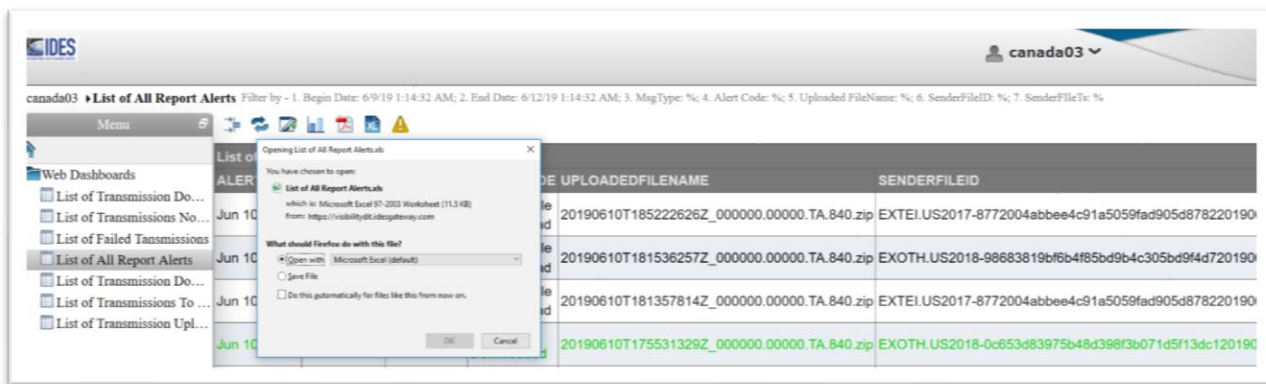 IDES
canada03
canada03 ▸List of All Report Alerts Filter by - 1. Begin Date: 6/9/19 1:14:32 AM; 2. End Date: 6/12/19 1:14:32 AM; 3. MsgType: %; 4. Alert Code: %; 5. Uploaded FileName: %; 6. SenderFileID: %; 7. SenderFileTs: %
Menu
Web Dashboards
List of Transmission Do...
List of Transmissions No...
List of Failed Tansmissions
List of All Report Alerts
List of Transmission Do...
List of Transmissions To ...
List of Transmission Upl...
List of
ALERT
DE UPLOADEDFILENAME SENDERFILEID
Jun 10 20190610T185222626Z_000000.00000.TA.840.zip EXTEI.US2017-8772004abbee4c91a5059fad905d878220190
Jun 10 20190610T181536257Z_000000.00000.TA.840.zip EXOTH.US2018-98683819bf6b4f85bd9b4c305bd9f4d720190
Jun 10 20190610T181357814Z_000000.00000.TA.840.zip EXTEI.US2017-8772004abbee4c91a5059fad905d878220190
Jun 10 20190610T175531329Z_000000.00000.TA.840.zip EXOTH.US2018-0c653d83975b48d398f3b071d5f13dc120190
Opening List of All Report Alerts.xls
You have chosen to open:
List of All Report Alerts.xls
which is: Microsoft Excel 97-2003 Worksheet (11.5 KB)
from: https://visibilitydit.idesgateway.com
What should Firefox do with this file?
Open with Microsoft Excel (default)
Save File
Do this automatically for files like this from now on.
OK Cancel